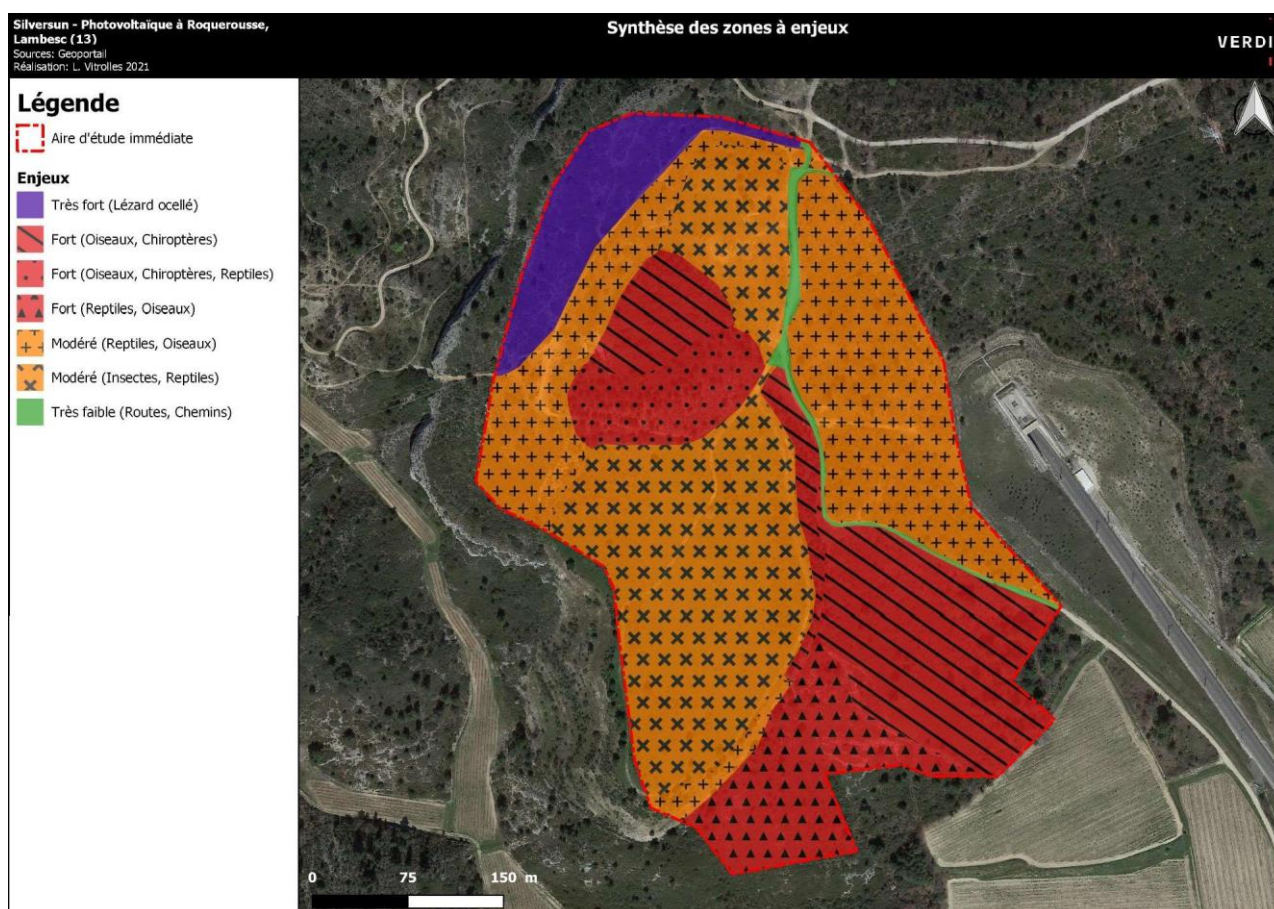 Silversun - Photovoltaïque à Roquerousse,
Lambesc (13)
Sources: Geoportail
Réalisation: L. Vitrolles 2021
Synthèse des zones à enjeux
VERDI
Légende
Aire d'étude immédiate
Enjeux
Très fort (Lézard ocellé)
Fort (Oiseaux, Chiroptères)
Fort (Oiseaux, Chiroptères, Reptiles)
Fort (Reptiles, Oiseaux)
Modéré (Reptiles, Oiseaux)
Modéré (Insectes, Reptiles)
Très faible (Routes, Chemins)
0 75 150 m